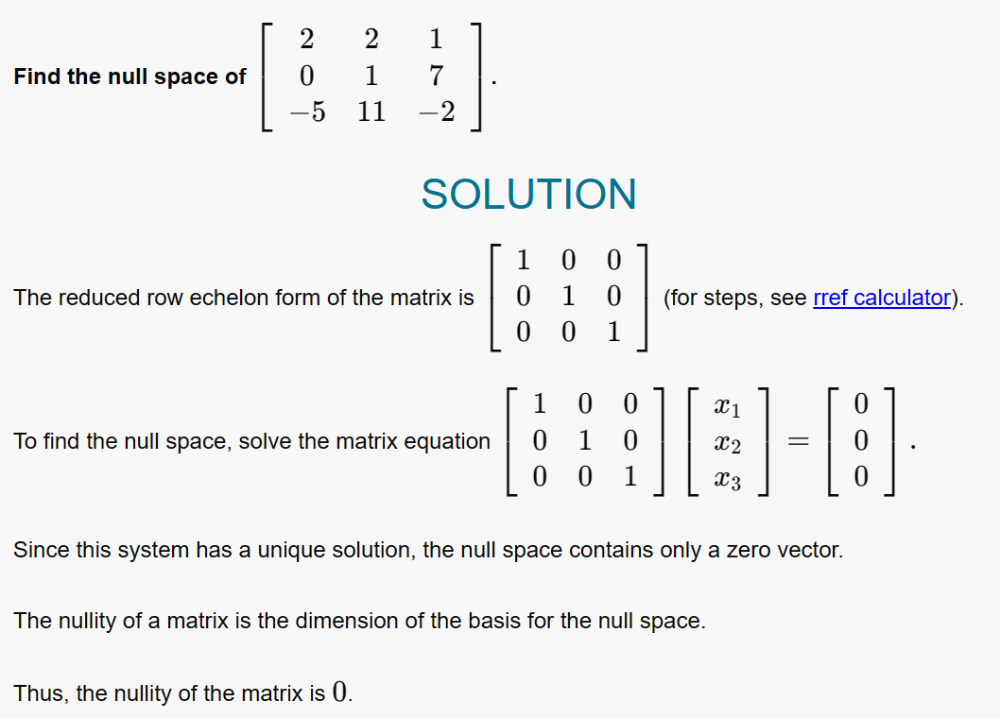 Find the null space of $\begin{bmatrix} 2 & 2 & 1 \\ 0 & 1 & 7 \\ -5 & 11 & -2 \end{bmatrix}$.
SOLUTION
The reduced row echelon form of the matrix is $\begin{bmatrix} 1 & 0 & 0 \\ 0 & 1 & 0 \\ 0 & 0 & 1 \end{bmatrix}$ (for steps, see rref calculator).
To find the null space, solve the matrix equation $\begin{bmatrix} 1 & 0 & 0 \\ 0 & 1 & 0 \\ 0 & 0 & 1 \end{bmatrix} \begin{bmatrix} x_1 \\ x_2 \\ x_3 \end{bmatrix} = \begin{bmatrix} 0 \\ 0 \\ 0 \end{bmatrix}$.
Since this system has a unique solution, the null space contains only a zero vector.
The nullity of a matrix is the dimension of the basis for the null space.
Thus, the nullity of the matrix is 0.